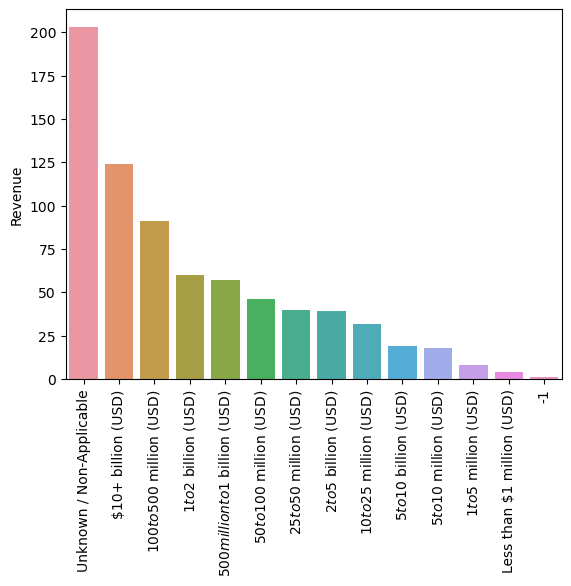 200
175
150
125
100
75
50
25
0
Revenue
Unknown / Non-Applicable
$10+ billion (USD)
100to500 million (USD)
1to2 billion (USD)
500millionto1 billion (USD)
50to100 million (USD)
25to50 million (USD)
2to5 billion (USD)
10to25 million (USD)
5to10 billion (USD)
5to10 million (USD)
1to5 million (USD)
Less than $1 million (USD)
-1